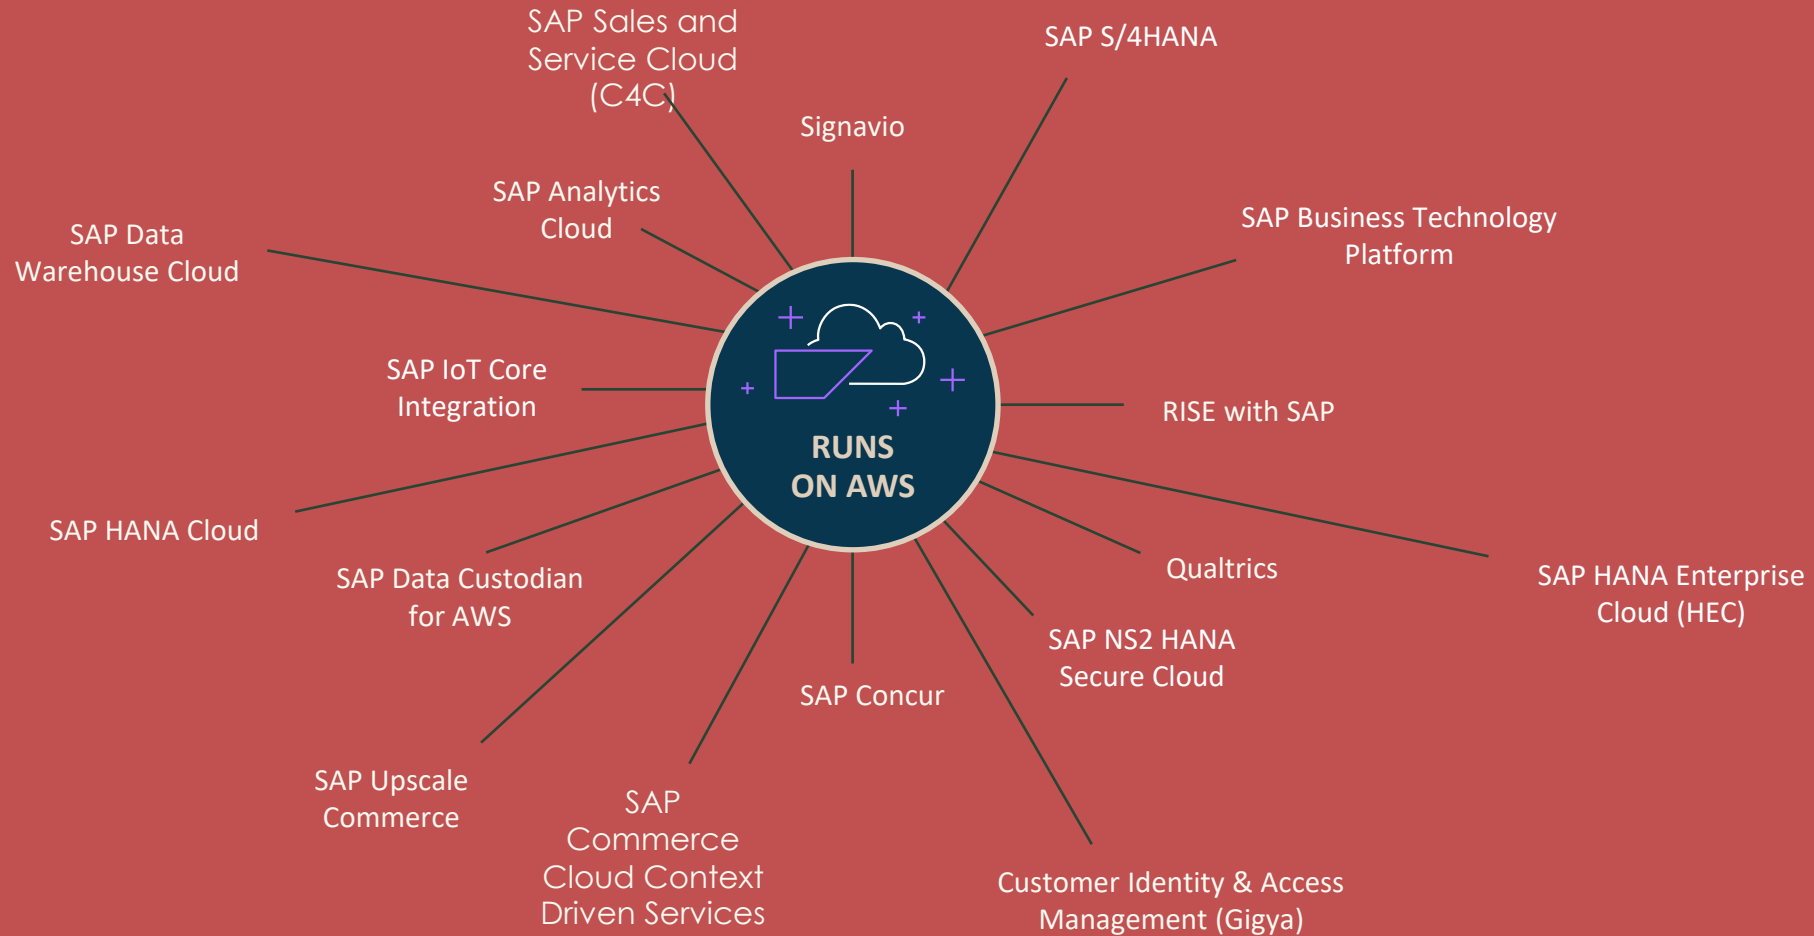 SAP Sales and
Service Cloud
(C4C)
SAP S/4HANA
Signavio
SAP Analytics
Cloud
SAP Business Technology
Platform
SAP Data
Warehouse Cloud
SAP IoT Core
Integration
RISE with SAP
RUNS
ON AWS
SAP HANA Cloud
SAP Data Custodian
for AWS
Qualtrics
SAP HANA Enterprise
Cloud (HEC)
SAP NS2 HANA
Secure Cloud
SAP Concur
SAP Upscale
Commerce
SAP
Commerce
Cloud Context
Driven Services
Customer Identity & Access
Management (Gigya)